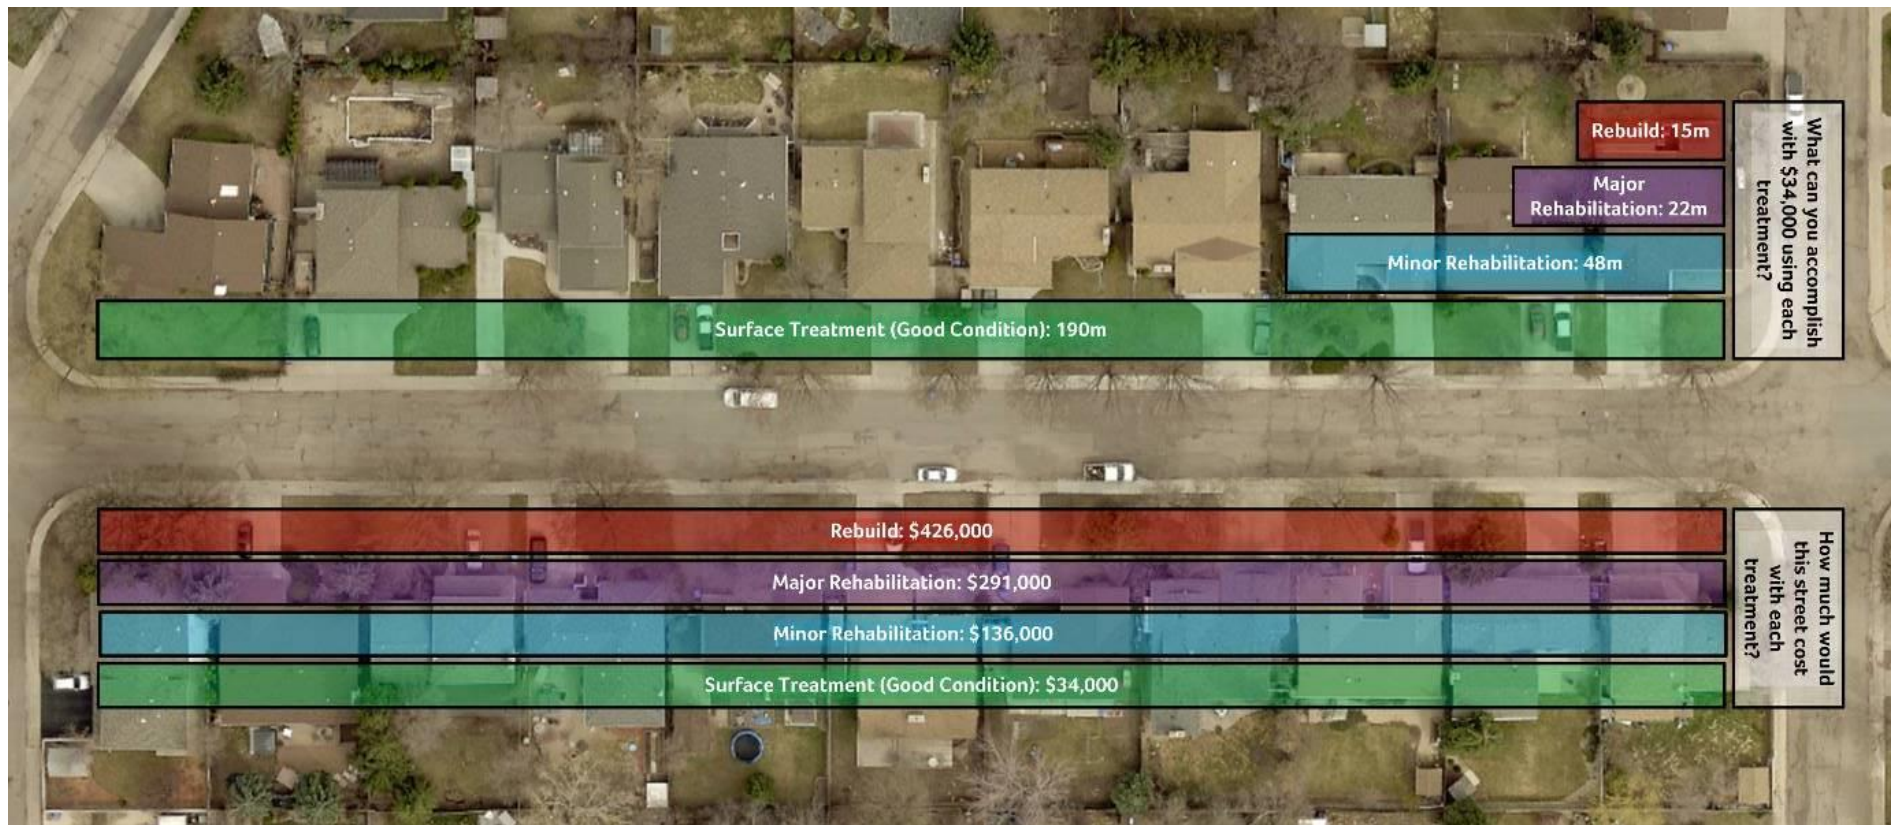 Rebuild: 15m
Major
Rehabilitation: 22m
Minor Rehabilitation: 48m
Surface Treatment (Good Condition): 190m
What can you accomplish
with $34,000 using each
treatment?
Rebuild: $426,000
Major Rehabilitation: $291,000
Minor Rehabilitation: $136,000
Surface Treatment (Good Condition): $34,000
How much would
this street cost
with each
treatment?